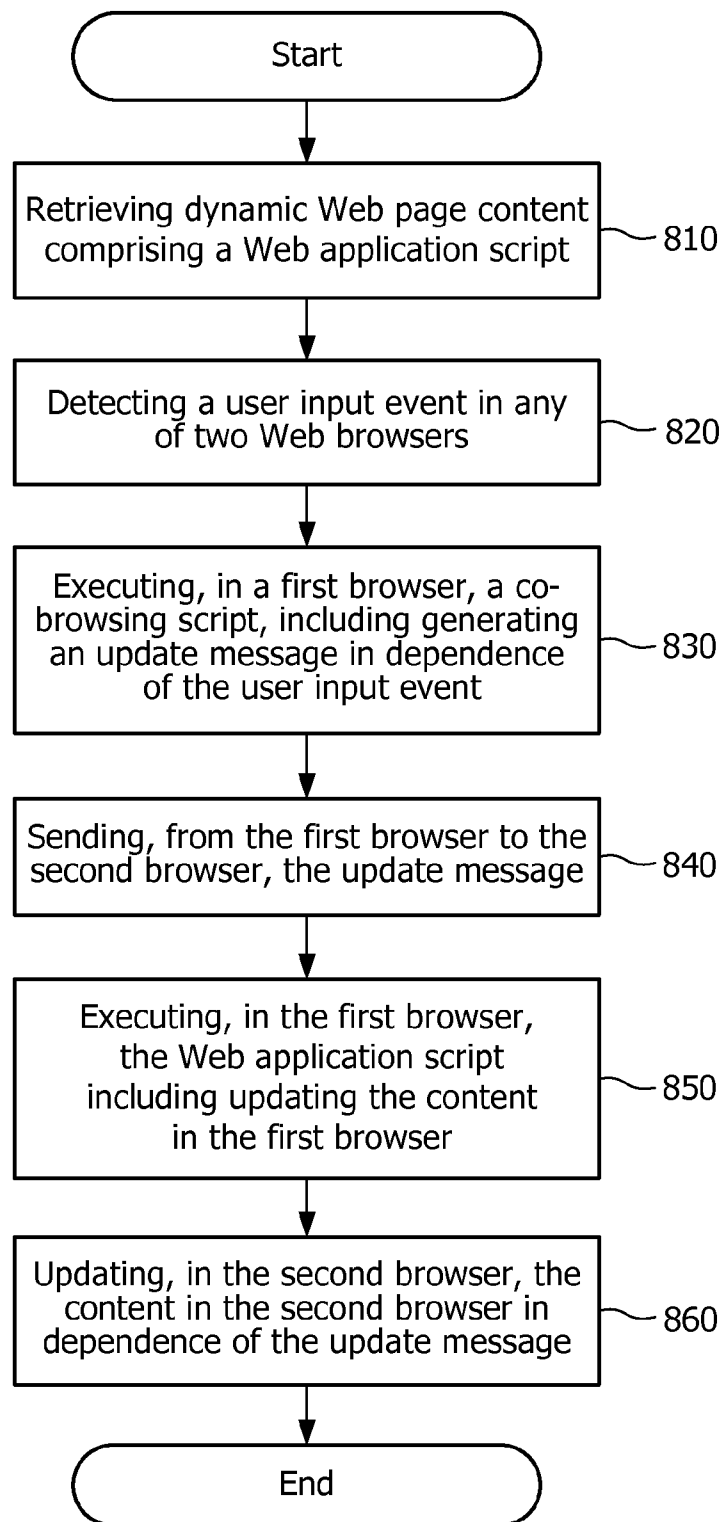 Start
Retrieving dynamic Web page content
comprising a Web application script
810
Detecting a user input event in any
of two Web browsers
820
Executing, in a first browser, a co-
browsing script, including generating
an update message in dependence
of the user input event
830
Sending, from the first browser to the
second browser, the update message
840
Executing, in the first browser,
the Web application script
including updating the content
in the first browser
850
Updating, in the second browser, the
content in the second browser in
dependence of the update message
860
End